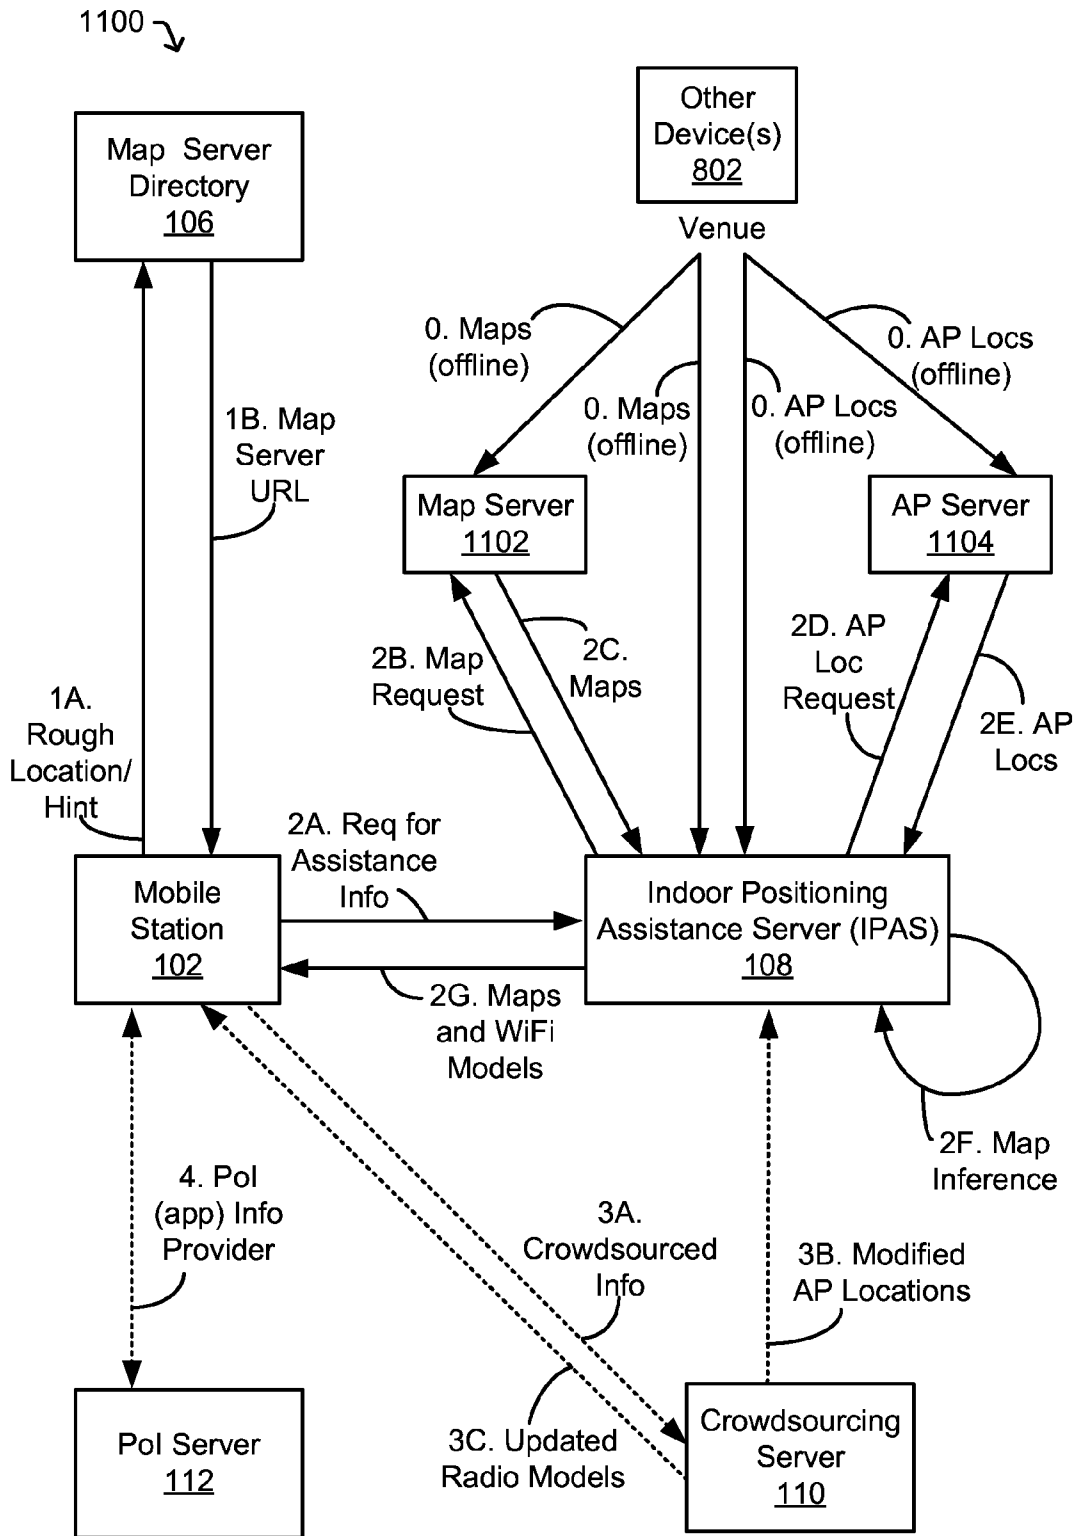 1100
Other
Device(s)
802
Map Server
Directory
106
Venue
0. Maps
(offline)
0. AP Locs
(offline)
0. Maps
(offline)
0. AP Locs
(offline)
1B. Map
Server
URL
Map Server
1102
AP Server
1104
2B. Map
Request
2C.
Maps
2D. AP
Loc
Request
2E. AP
Locs
1A.
Rough
Location/
Hint
2A. Req for
Assistance
Info
Mobile
Station
102
Indoor Positioning
Assistance Server (IPAS)
108
2G. Maps
and WiFi
Models
2F. Map
Inference
4. PoI
(app) Info
Provider
3A.
Crowdsourced
Info
3B. Modified
AP Locations
3C. Updated
Radio Models
PoI Server
112
Crowdsourcing
Server
110